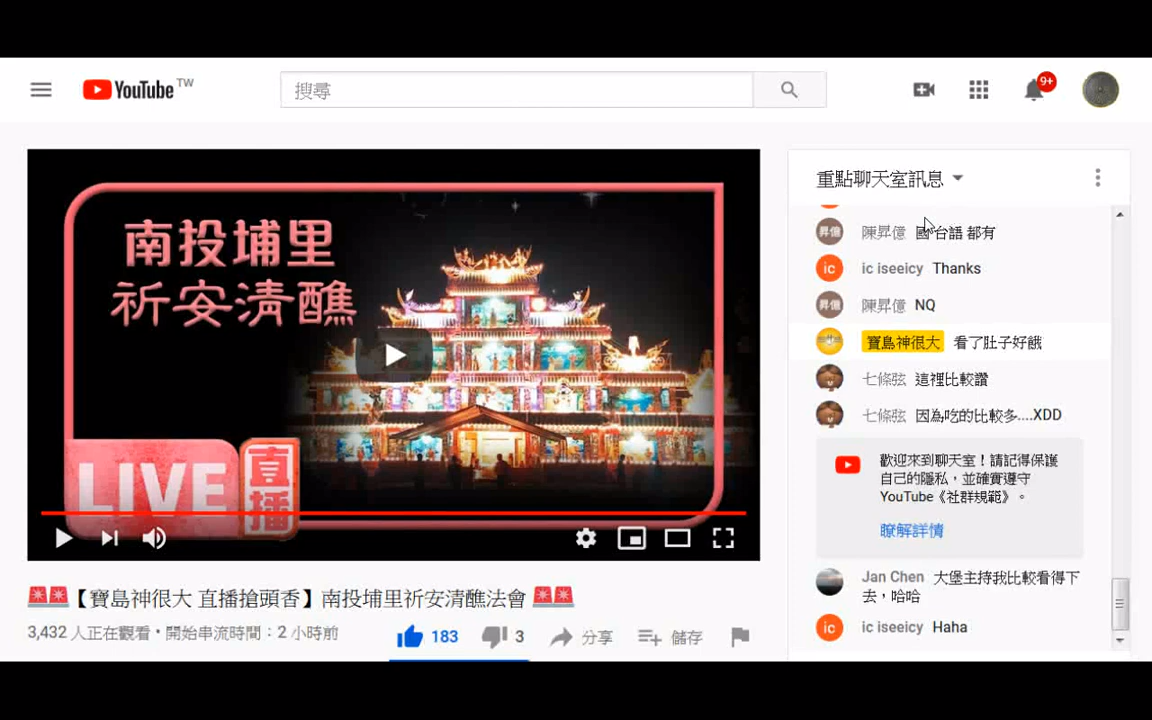 YouTube TW
搜尋
9+
南投埔里
祈安清醮
LIVE 直播
🚨🚨【寶島神很大 直播搶頭香】南投埔里祈安清醮法會 🚨🚨
3,432 人正在觀看 • 開始串流時間：2 小時前
183
3
分享
儲存
重點聊天室訊息
昇億 陳昇億 國 台語 都有
ic ic iseeicy Thanks
昇億 陳昇億 NQ
寶島神很大 看了肚子好餓
七條弦 這裡比較讚
七條弦 因為吃的比較多....XDD
歡迎來到聊天室！請記得保護
自己的隱私，並確實遵守
YouTube《社群規範》。
瞭解詳情
Jan Chen 大堡主持我比較看得下
去，哈哈
ic ic iseeicy Haha